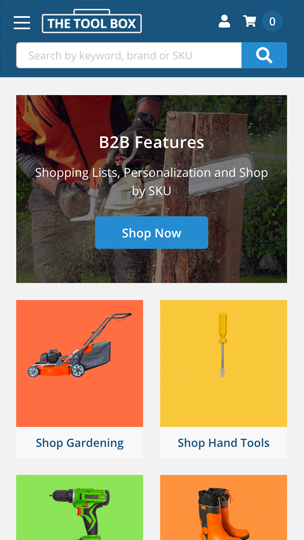 THE TOOL BOX
0
Search by keyword, brand or SKU
B2B Features
Shopping Lists, Personalization and Shop
by SKU
Shop Now
Shop Gardening
Shop Hand Tools